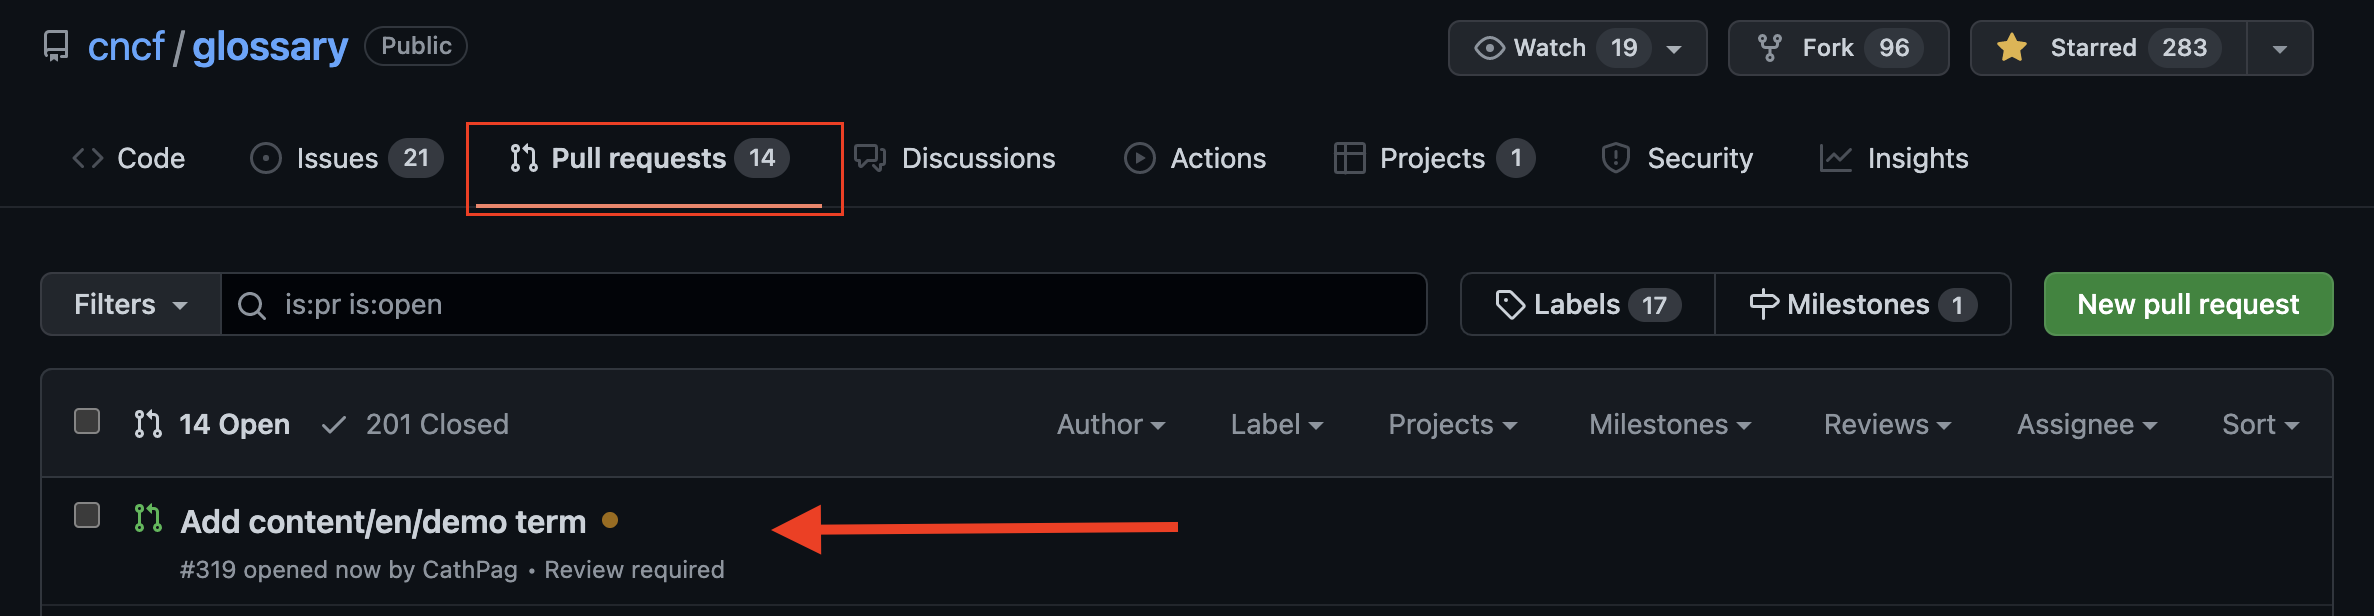 cncf / glossary Public Watch 19 Fork 96 Starred 283
Code Issues 21 Pull requests 14 Discussions Actions Projects 1 Security Insights
Filters is:pr is:open Labels 17 Milestones 1 New pull request
14 Open 201 Closed Author Label Projects Milestones Reviews Assignee Sort
Add content/en/demo term
#319 opened now by CathPag • Review required